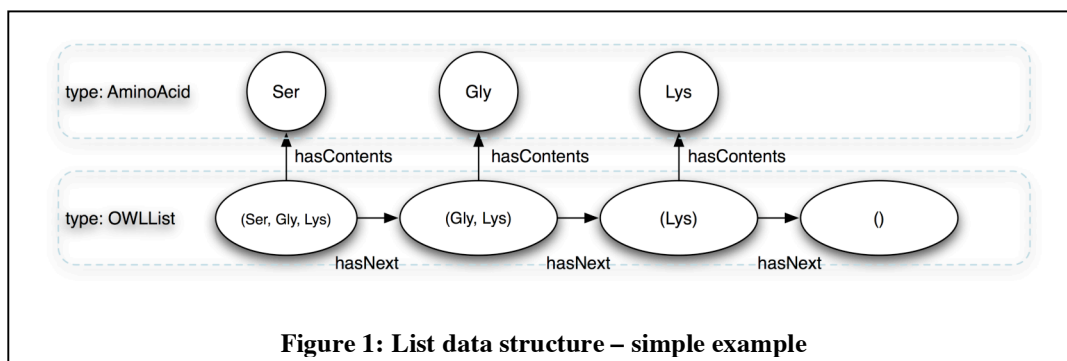 type: AminoAcid Ser Gly Lys
hasContents hasContents hasContents
type: OWLList (Ser, Gly, Lys) (Gly, Lys) (Lys) ()
hasNext hasNext hasNext
Figure 1: List data structure – simple example